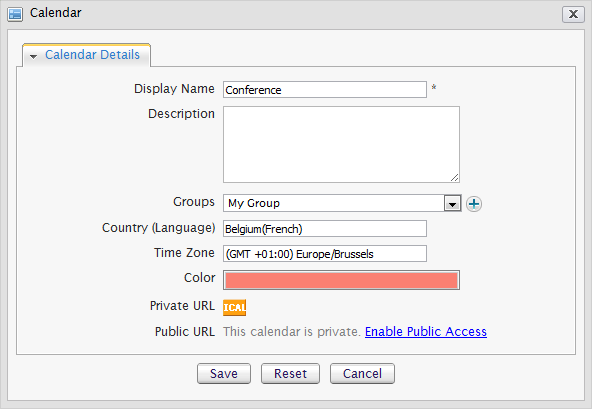 Calendar
Calendar Details
Display Name Conference *
Description
Groups My Group
Country (Language) Belgium(French)
Time Zone (GMT +01:00) Europe/Brussels
Color
Private URL ICAL
Public URL This calendar is private. Enable Public Access
Save Reset Cancel